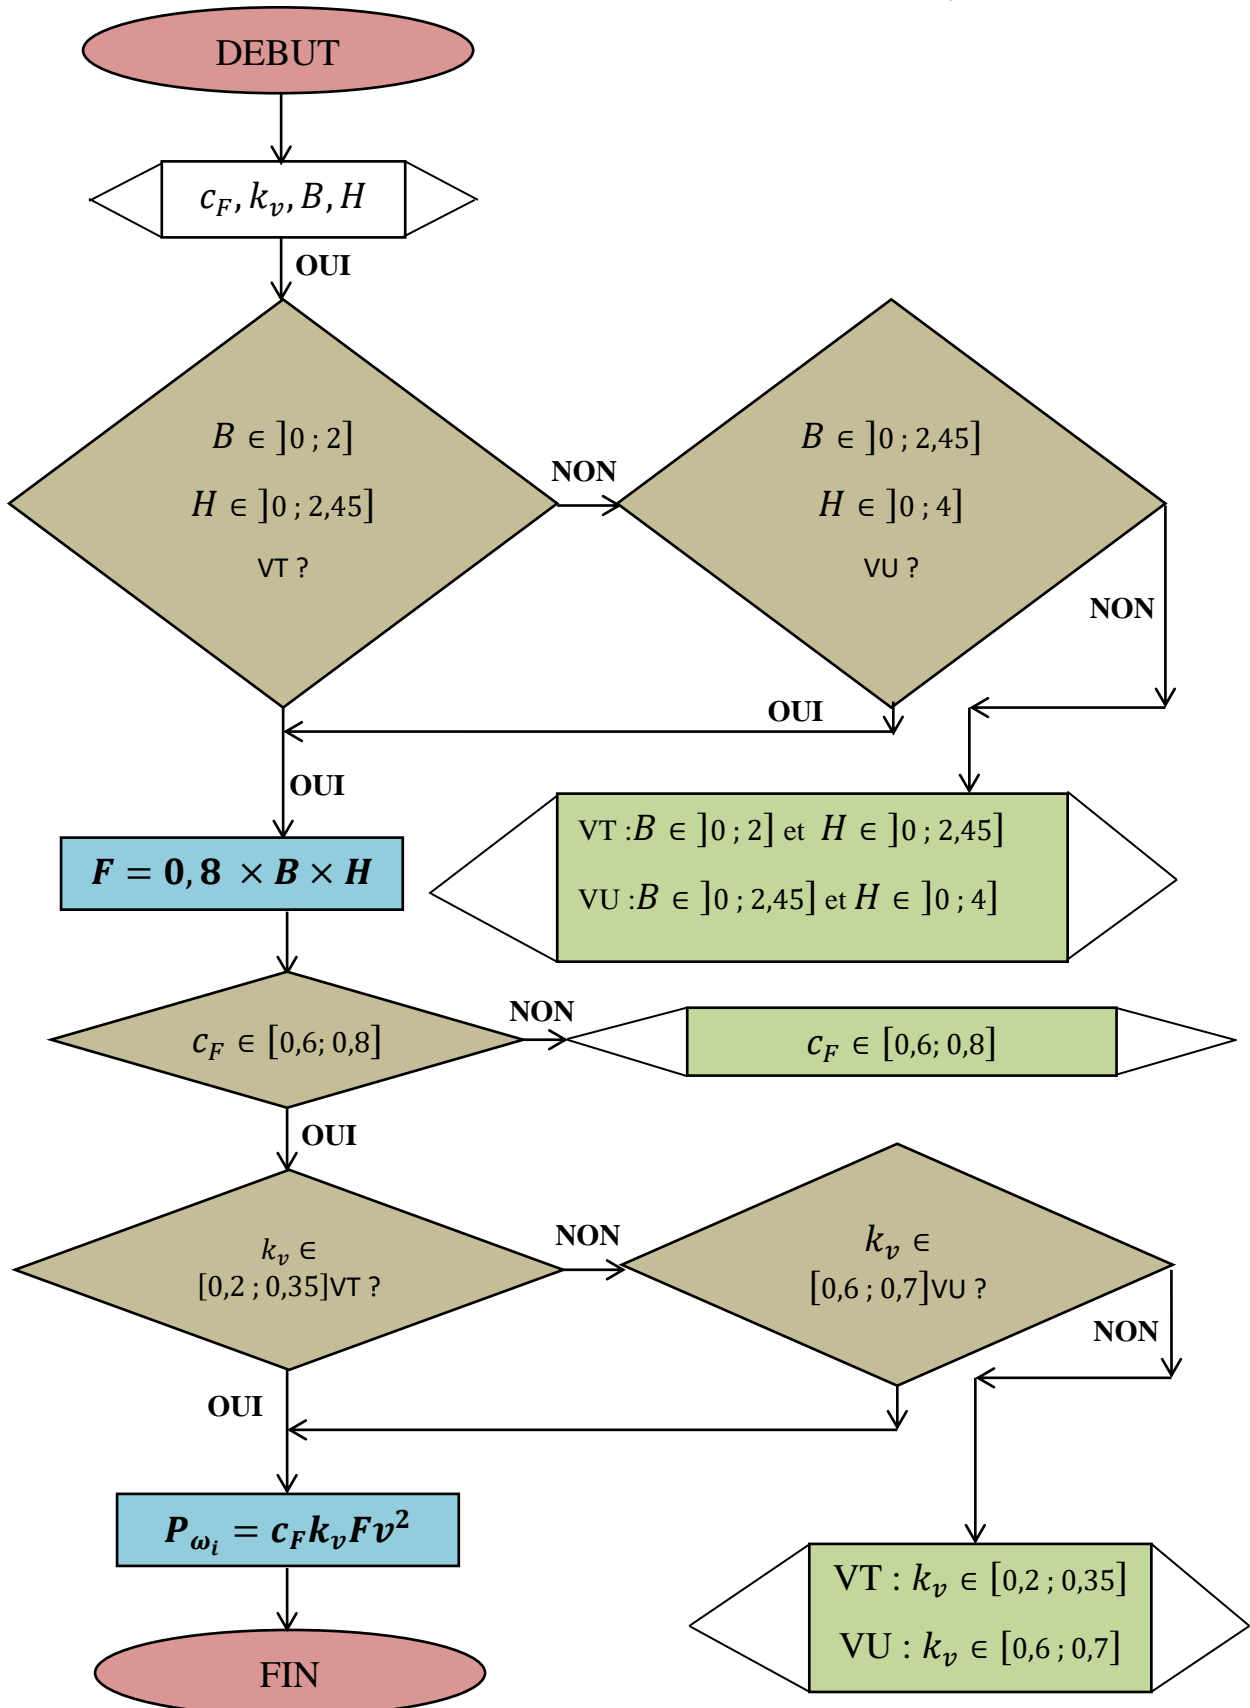 DEBUT
c_F, k_v, B, H
OUI
B ∈ ]0 ; 2]
H ∈ ]0 ; 2,45]
VT ?
NON
B ∈ ]0 ; 2,45]
H ∈ ]0 ; 4]
VU ?
NON
OUI
OUI
F = 0,8 × B × H
VT :B ∈ ]0 ; 2] et H ∈ ]0 ; 2,45]
VU :B ∈ ]0 ; 2,45] et H ∈ ]0 ; 4]
c_F ∈ [0,6; 0,8]
NON
c_F ∈ [0,6; 0,8]
OUI
k_v ∈
[0,2 ; 0,35]VT ?
NON
k_v ∈
[0,6 ; 0,7]VU ?
NON
OUI
P_{ω_i} = c_F k_v F v²
VT : k_v ∈ [0,2 ; 0,35]
VU : k_v ∈ [0,6 ; 0,7]
FIN